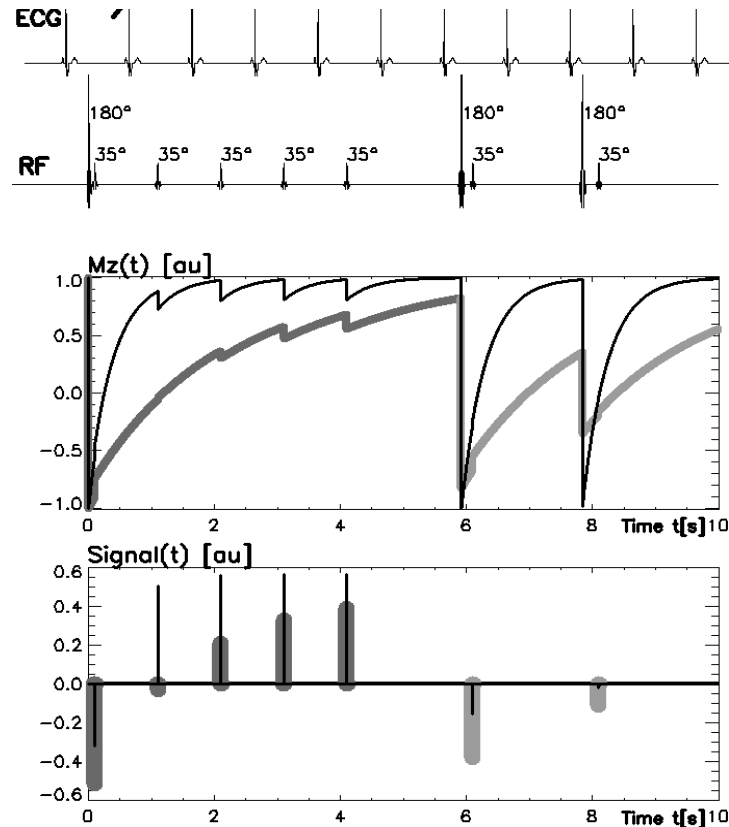 ECG
180° 180° 180°
35° 35° 35° 35° 35° 35° 35°
RF
Mz(t) [au]
1.0
0.5
0.0
-0.5
-1.0
0 2 4 6 8 10
Time t[s]
Signal(t) [au]
0.6
0.4
0.2
0.0
-0.2
-0.4
-0.6
0 2 4 6 8 10
Time t[s]